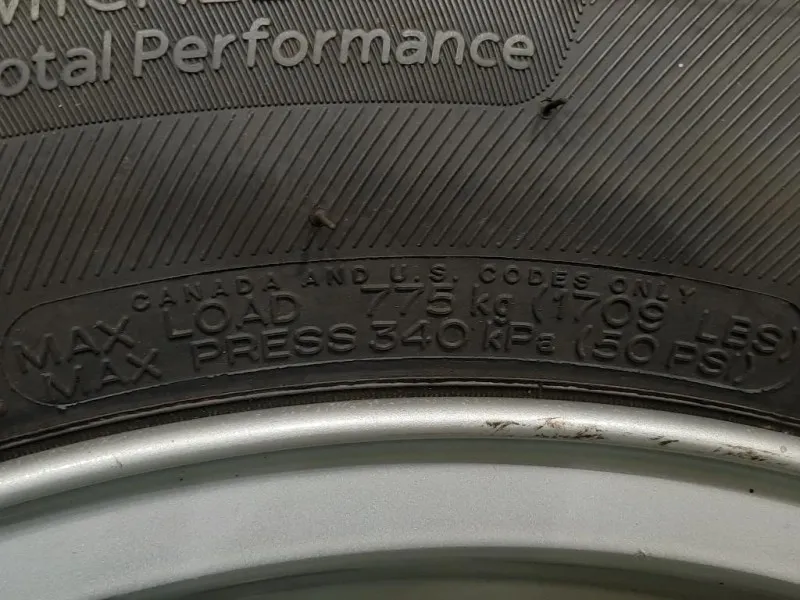 Total Performance
CANADA AND U.S. CODES ONLY
MAX LOAD 775 kg (1709 LBS)
MAX PRESS 340 kPa (50 PSI)